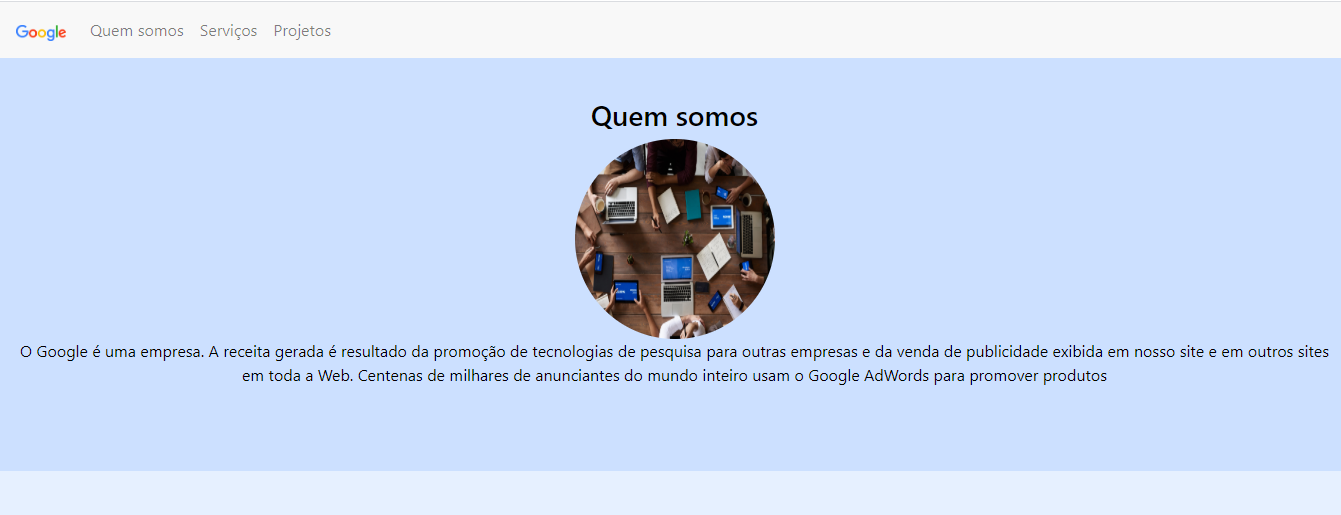 Google Quem somos Serviços Projetos
Quem somos
O Google é uma empresa. A receita gerada é resultado da promoção de tecnologias de pesquisa para outras empresas e da venda de publicidade exibida em nosso site e em outros sites
em toda a Web. Centenas de milhares de anunciantes do mundo inteiro usam o Google AdWords para promover produtos